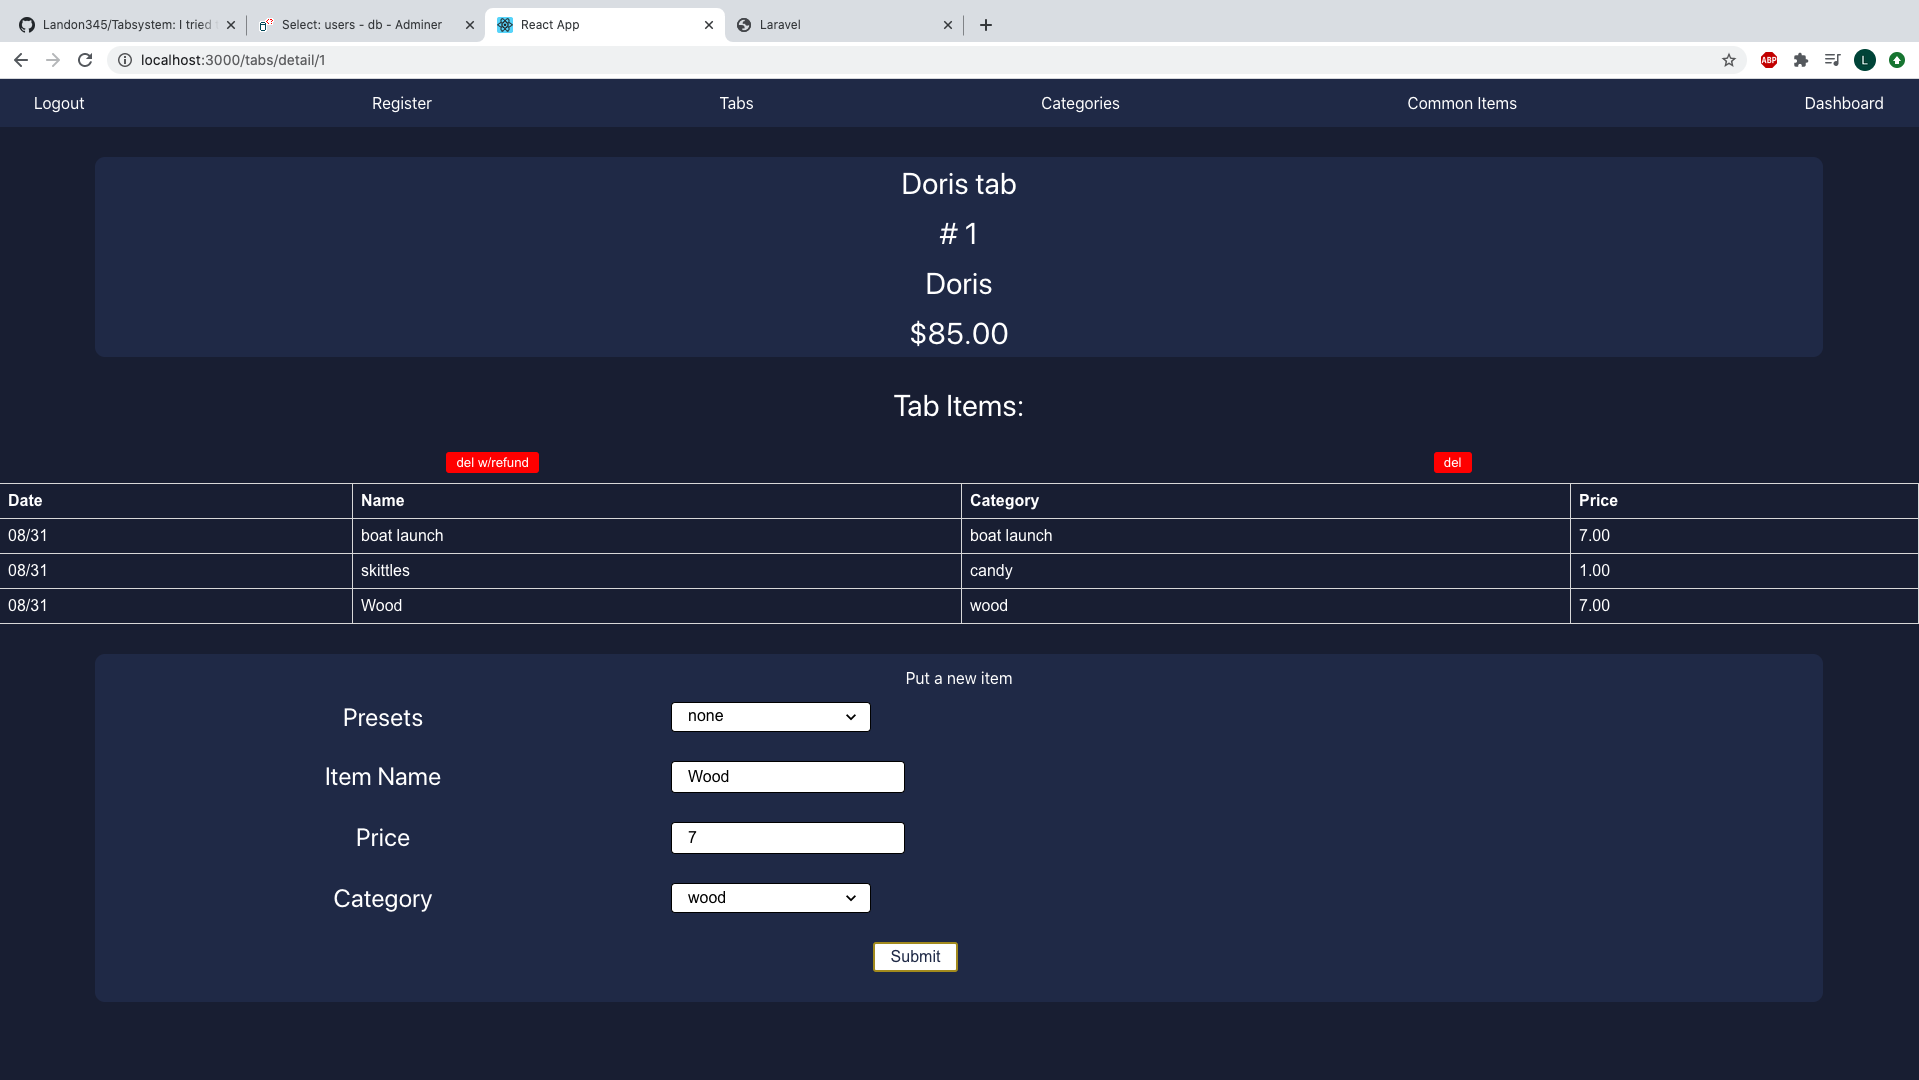 Landon345/Tabsystem: I tried
Select: users - db - Adminer
React App
Laravel
localhost:3000/tabs/detail/1
ABP
L
Logout
Register
Tabs
Categories
Common Items
Dashboard
Doris tab
# 1
Doris
$85.00
Tab Items:
del w/refund
del
Date Name Category Price
08/31 boat launch boat launch 7.00
08/31 skittles candy 1.00
08/31 Wood wood 7.00
Put a new item
Presets none
Item Name Wood
Price 7
Category wood
Submit